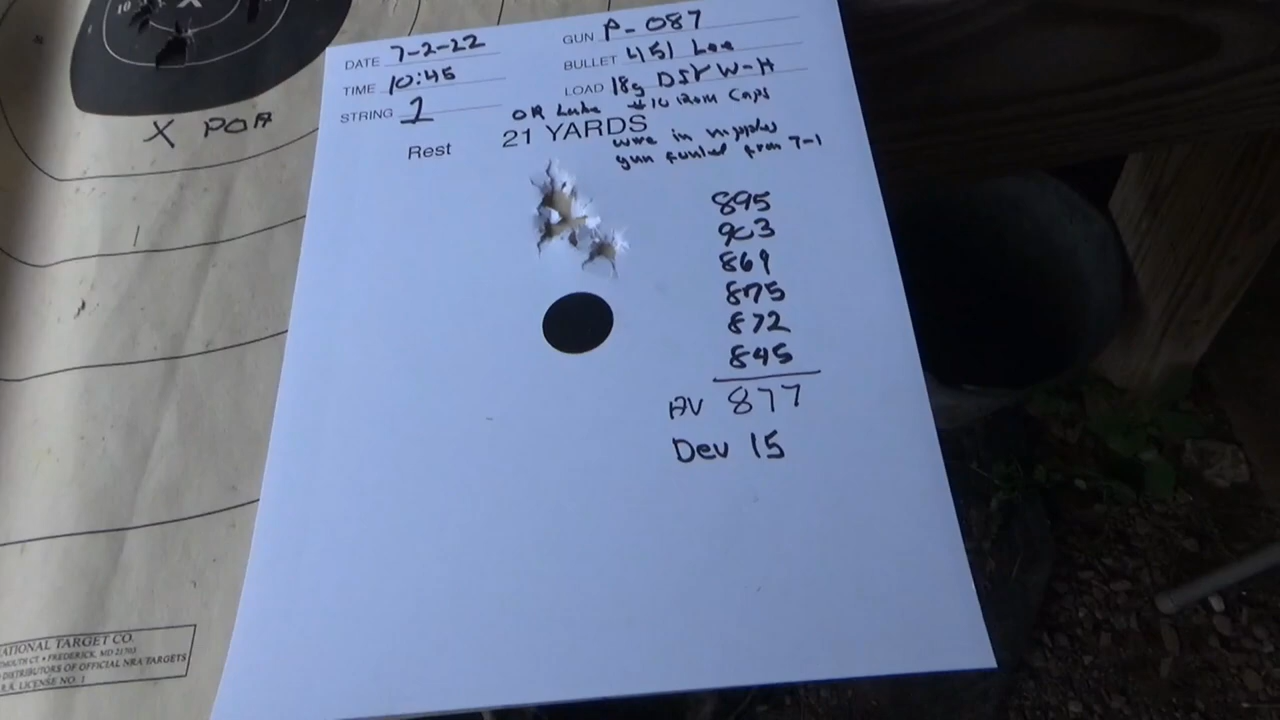 10
X POA
DATE 7-2-22
TIME 10:45
STRING 1
GUN P-087
BULLET 451 Lee
LOAD 18g
OR Lube #10 Caps
21 YARDS
Rest
wire in nipples
gun fouled from 7-1
895
903
869
875
872
845
AV 877
Dev 15
NATIONAL TARGET CO.
FREDERICK, MD 21703
DISTRIBUTORS OF OFFICIAL NRA TARGETS
LICENSE NO. 1